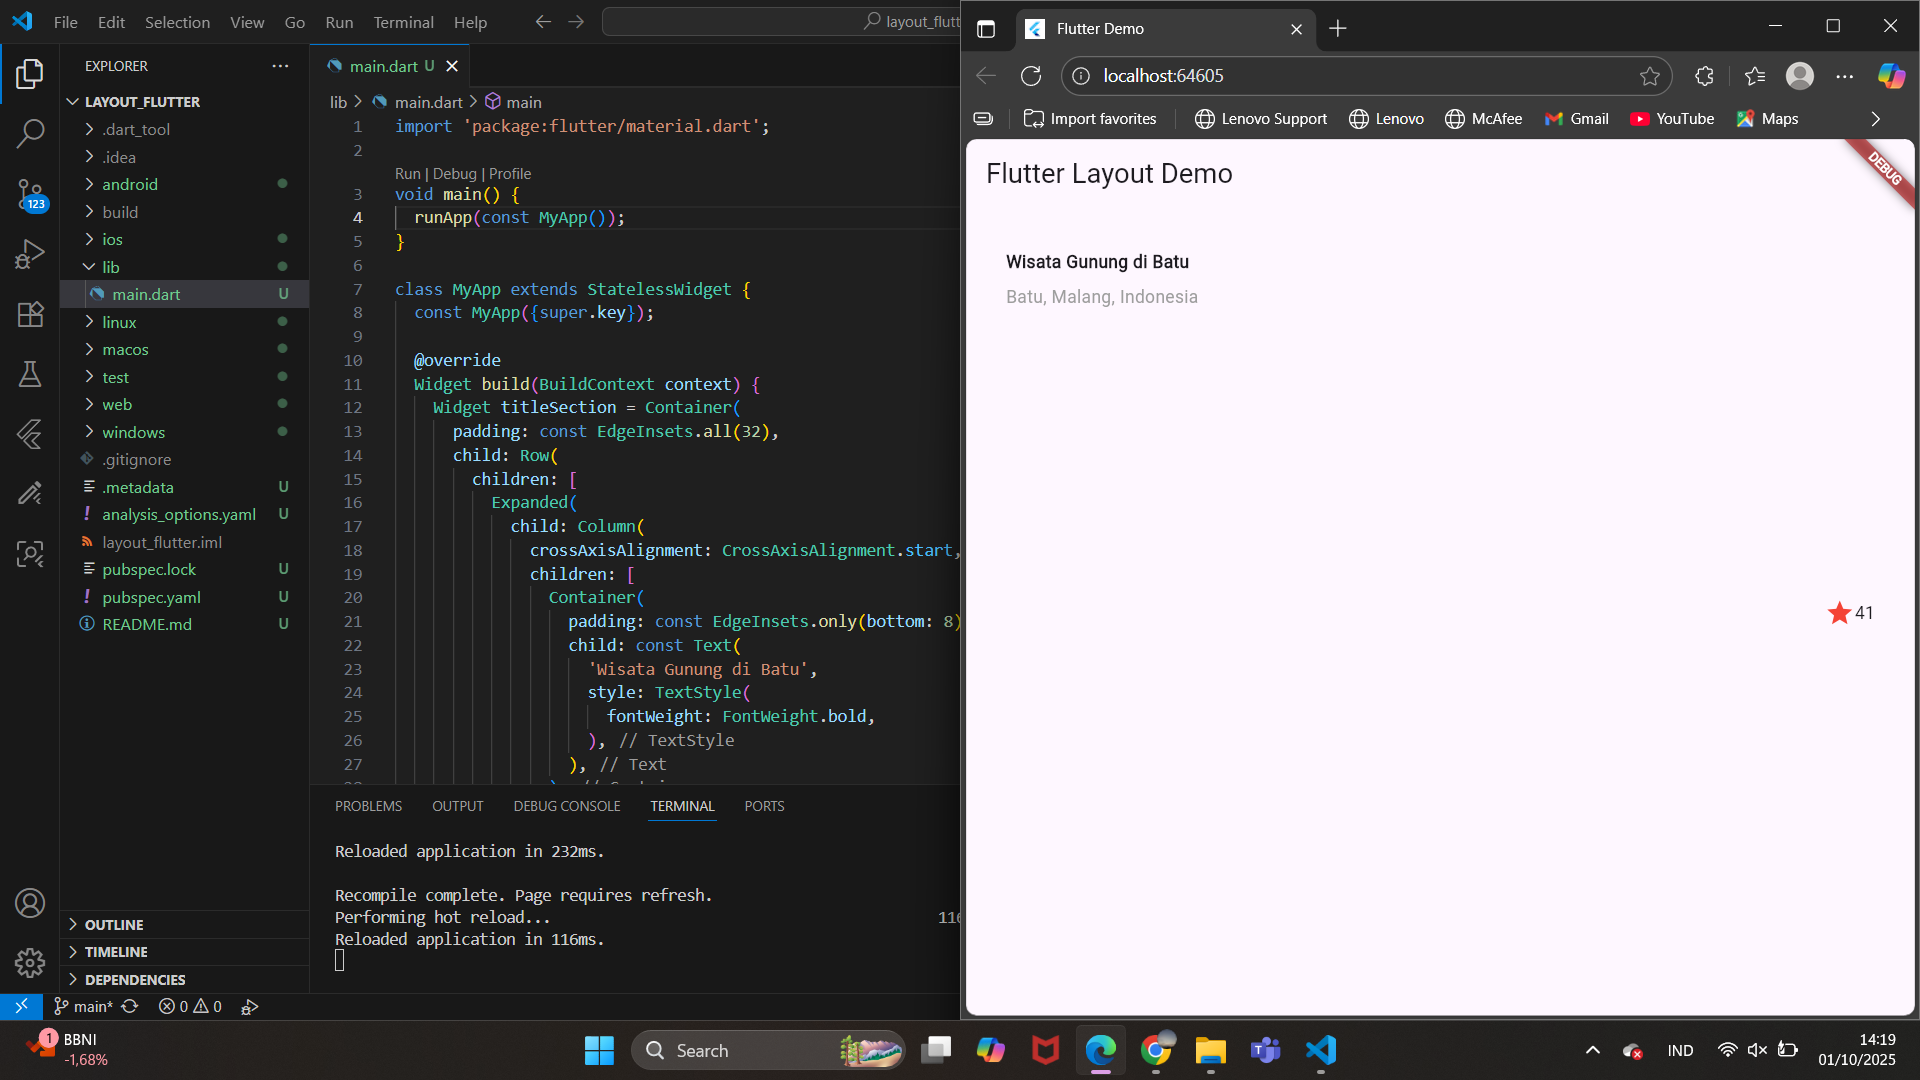 File Edit Selection View Go Run Terminal Help
layout_flutt
EXPLORER
LAYOUT_FLUTTER
.dart_tool
.idea
android
build
ios
lib
main.dart U
linux
macos
test
web
windows
.gitignore
.metadata U
analysis_options.yaml U
layout_flutter.iml
pubspec.lock U
pubspec.yaml U
README.md U
OUTLINE
TIMELINE
DEPENDENCIES
123
main.dart U
lib > main.dart > main
1 import 'package:flutter/material.dart';
2
Run | Debug | Profile
3 void main() {
4 runApp(const MyApp());
5 }
6
7 class MyApp extends StatelessWidget {
8 const MyApp({super.key});
9
10 @override
11 Widget build(BuildContext context) {
12 Widget titleSection = Container(
13 padding: const EdgeInsets.all(32),
14 child: Row(
15 children: [
16 Expanded(
17 child: Column(
18 crossAxisAlignment: CrossAxisAlignment.start,
19 children: [
20 Container(
21 padding: const EdgeInsets.only(bottom: 8)
22 child: const Text(
23 'Wisata Gunung di Batu',
24 style: TextStyle(
25 fontWeight: FontWeight.bold,
26 ), // TextStyle
27 ), // Text
PROBLEMS OUTPUT DEBUG CONSOLE TERMINAL PORTS
Reloaded application in 232ms.
Recompile complete. Page requires refresh.
Performing hot reload... 116
Reloaded application in 116ms.
main* 0 0
Flutter Demo
localhost:64605
Import favorites Lenovo Support Lenovo McAfee Gmail YouTube Maps
Flutter Layout Demo
DEBUG
Wisata Gunung di Batu
Batu, Malang, Indonesia
41
1
BBNI
-1,68%
Search
IND
14:19
01/10/2025